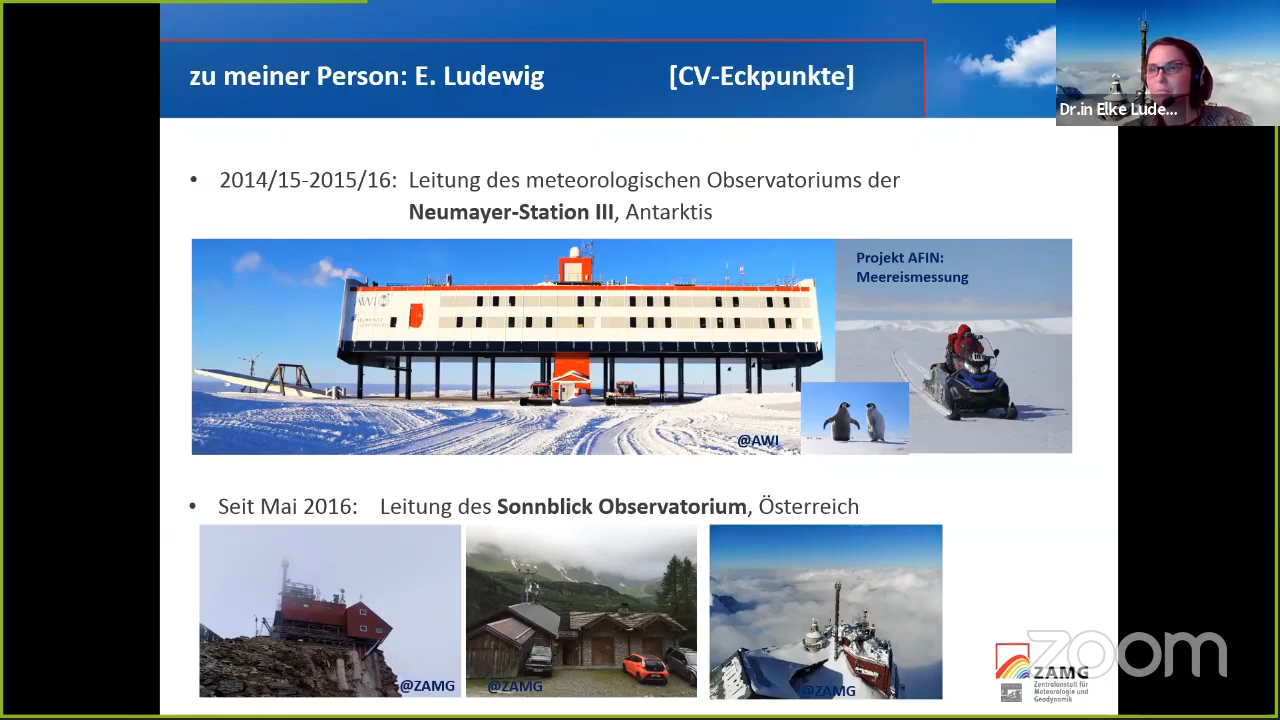 zu meiner Person: E. Ludewig [CV-Eckpunkte]
Dr.in Elke Lude...
• 2014/15-2015/16: Leitung des meteorologischen Observatoriums der
Neumayer-Station III, Antarktis
Projekt AFIN:
Meereismessung
AWI
@AWI
• Seit Mai 2016: Leitung des Sonnblick Observatorium, Österreich
@ZAMG
@ZAMG
@ZAMG
zoom
ZAMG
Zentralanstalt für
Meteorologie und
Geodynamik